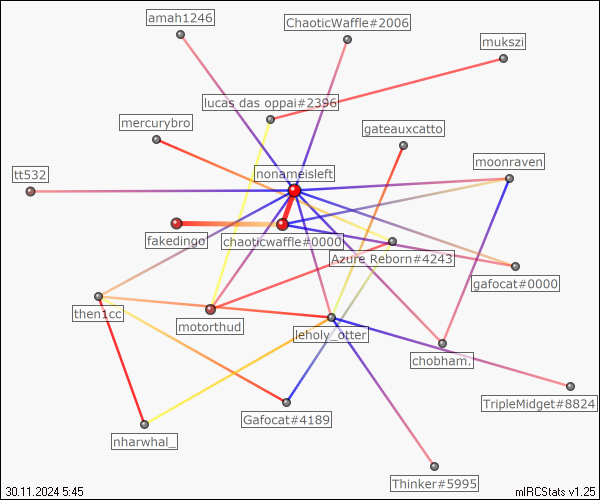 amah1246
ChaoticWaffle#2006
mukszi
lucas das oppai#2396
mercurybro
gateauxcatto
moonraven
nonameisleft
tt532
fakedingo
chaoticwaffle#0000
Azure Reborn#4243
gafocat#0000
then1cc
motorthud
leholy_otter
chobham.
TripleMidget#8824
Gafocat#4189
nharwhal_
Thinker#5995
30.11.2024 5:45
mIRCStats v1.25